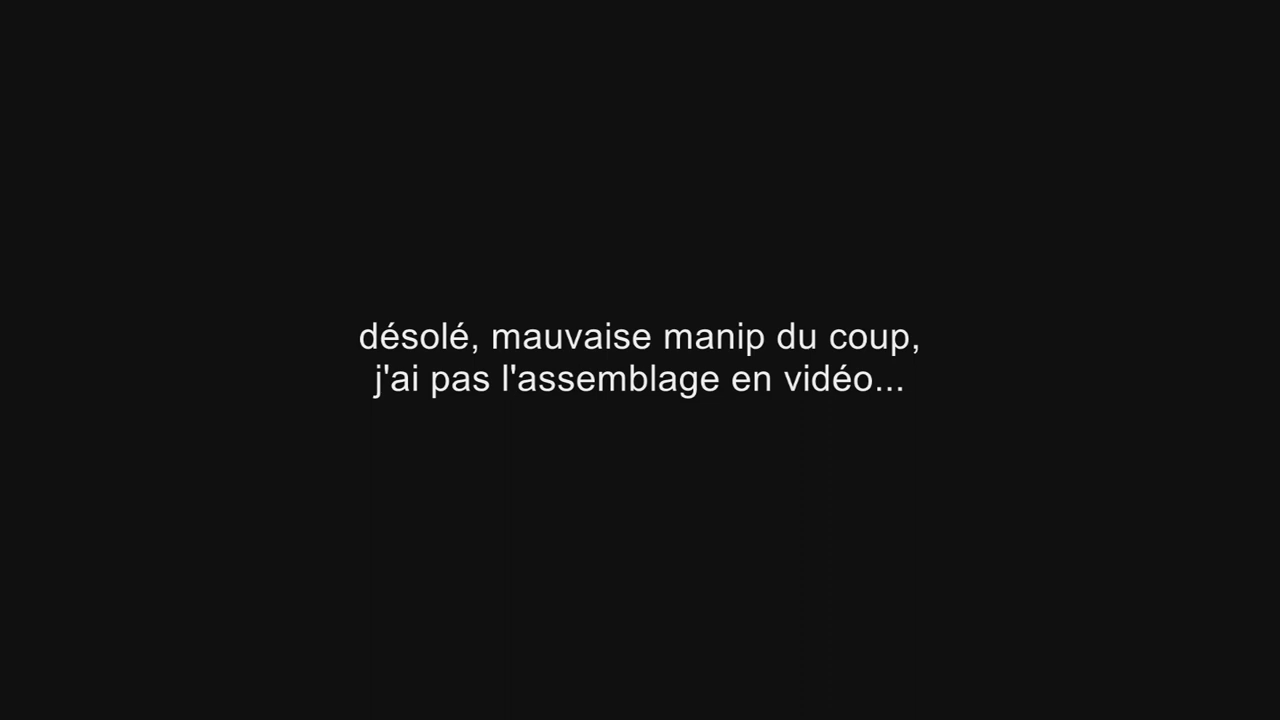 désolé, mauvaise manip du coup,
j'ai pas l'assemblage en vidéo...